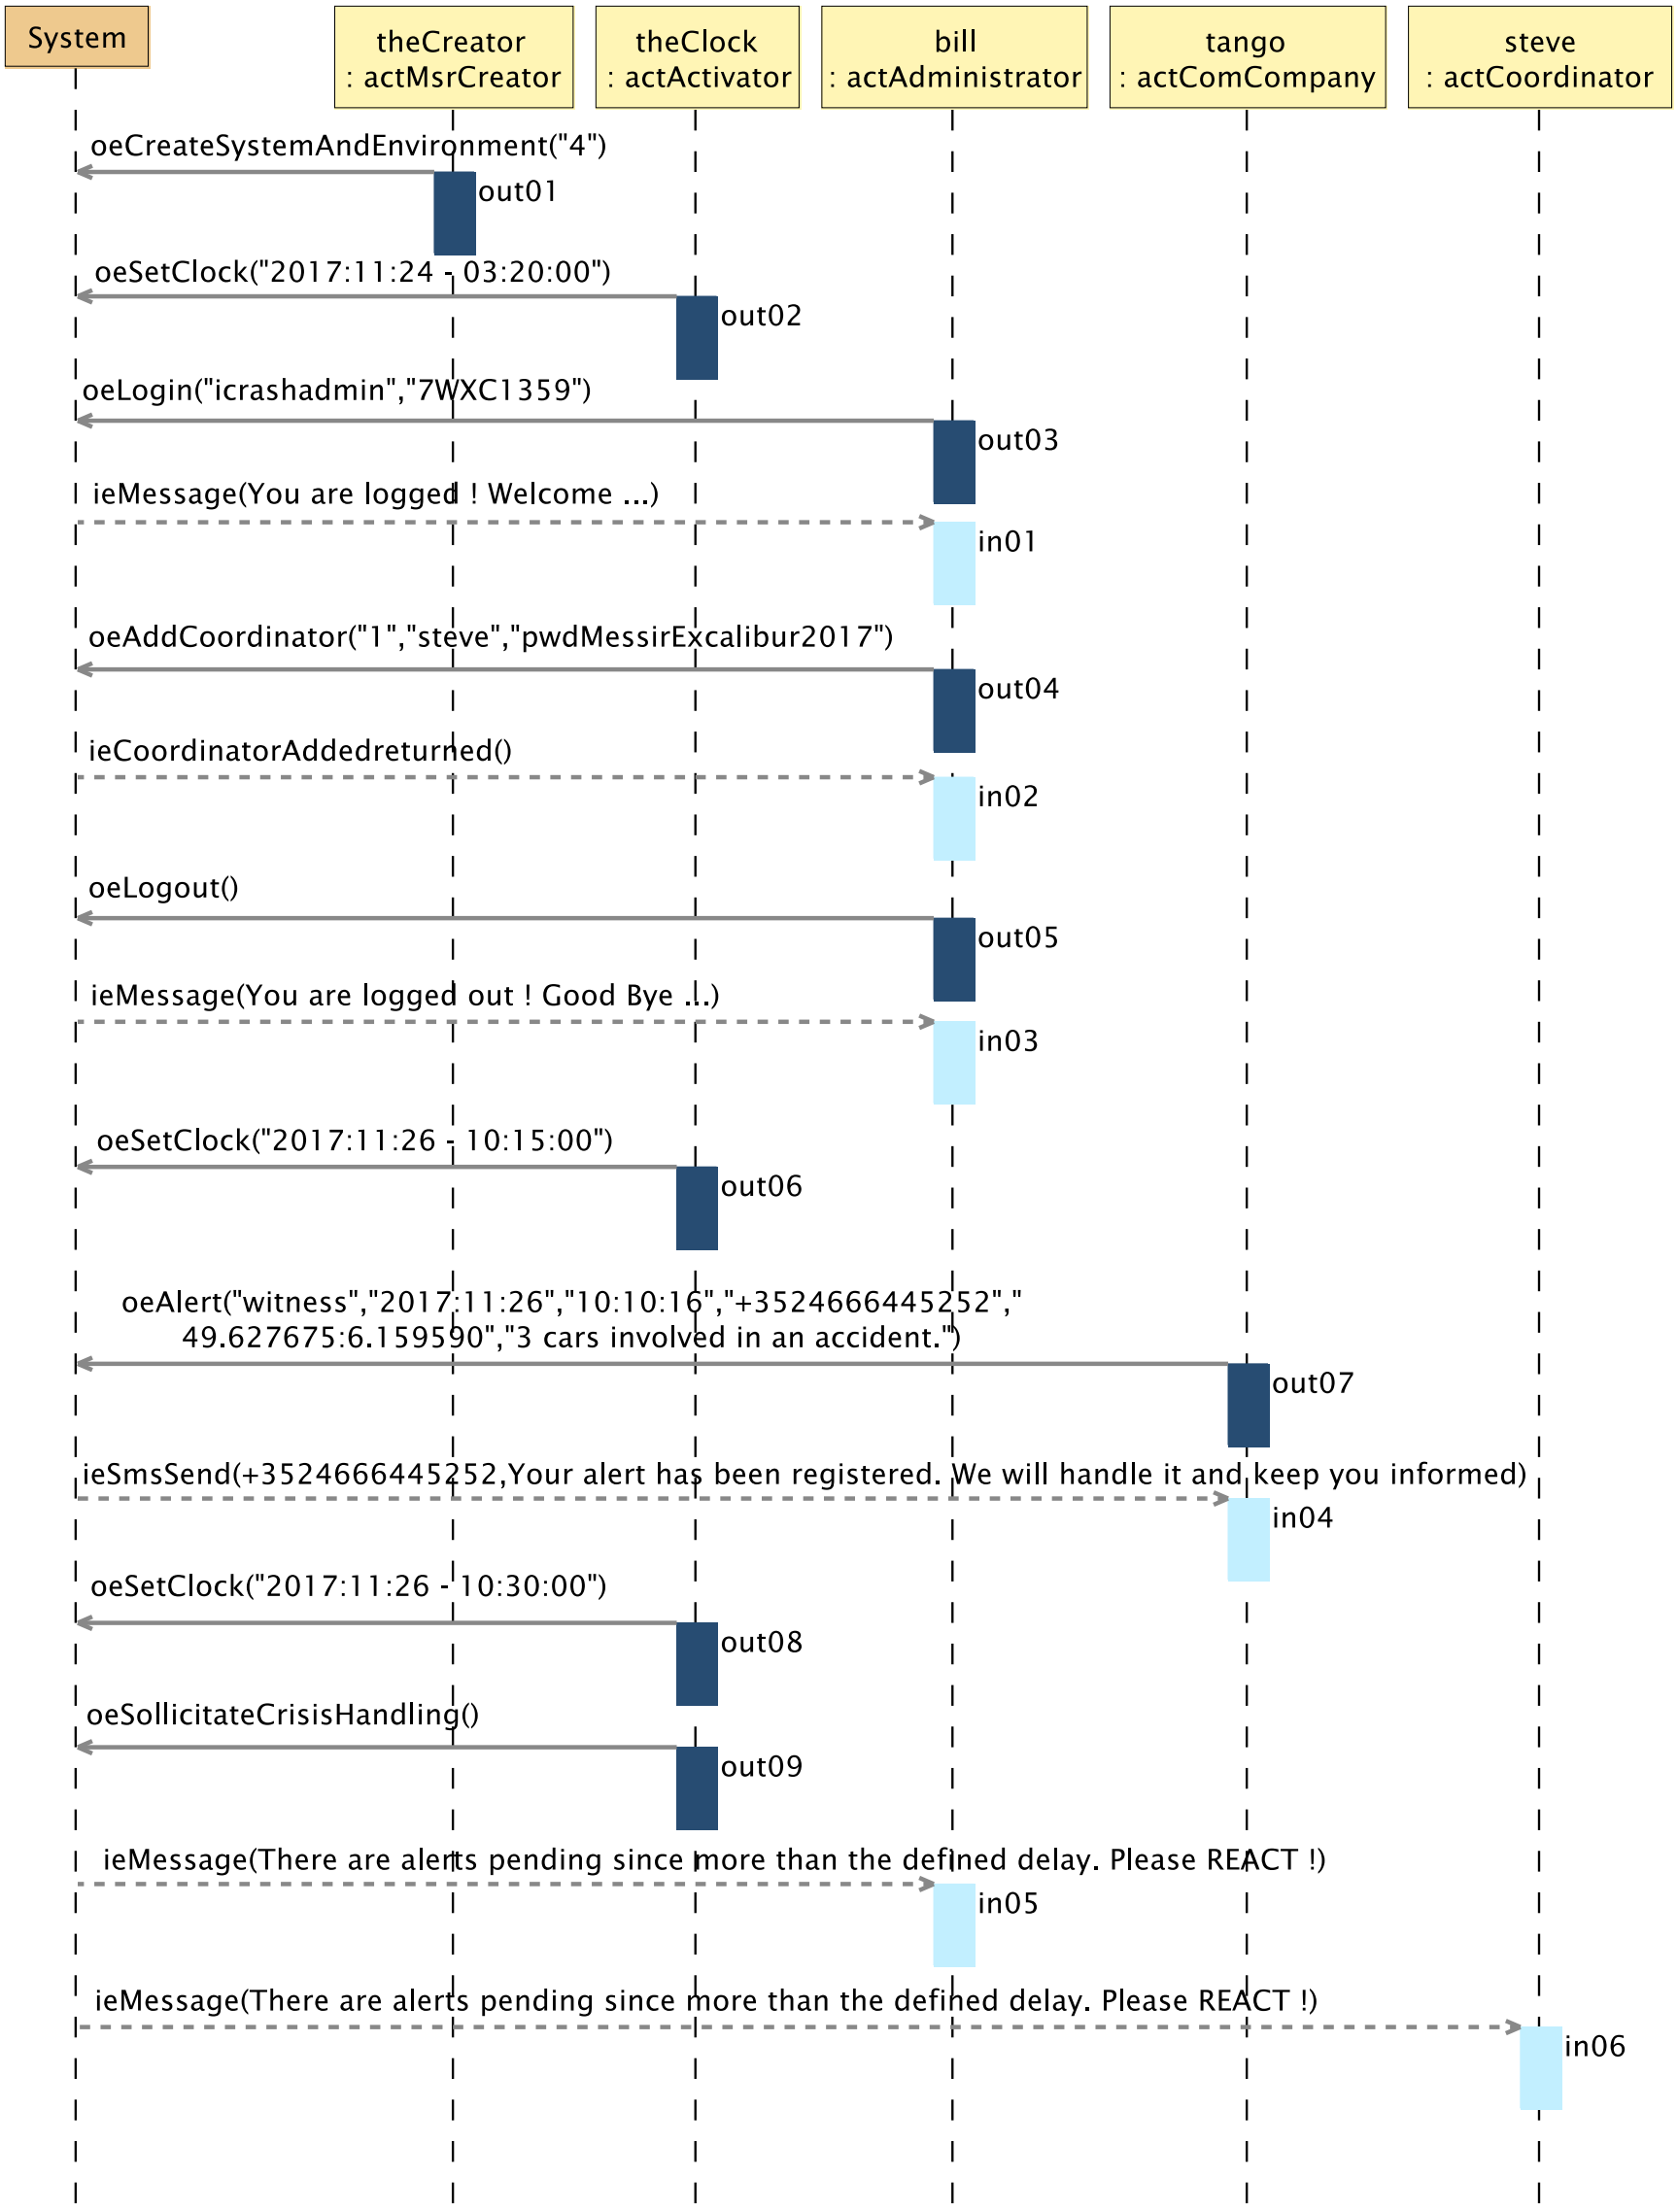 System
theCreator
: actMsrCreator
theClock
: actActivator
bill
: actAdministrator
tango
: actComCompany
steve
: actCoordinator
oeCreateSystemAndEnvironment("4")
out01
oeSetClock("2017:11:24 - 03:20:00")
out02
oeLogin("icrashadmin","7WXC1359")
out03
ieMessage(You are logged ! Welcome ...)
in01
oeAddCoordinator("1","steve","pwdMessirExcalibur2017")
out04
ieCoordinatorAddedreturned()
in02
oeLogout()
out05
ieMessage(You are logged out ! Good Bye ...)
in03
oeSetClock("2017:11:26 - 10:15:00")
out06
oeAlert("witness","2017:11:26","10:10:16","+3524666445252","
49.627675:6.159590","3 cars involved in an accident.")
out07
ieSmsSend(+3524666445252,Your alert has been registered. We will handle it and keep you informed)
in04
oeSetClock("2017:11:26 - 10:30:00")
out08
oeSollicitateCrisisHandling()
out09
ieMessage(There are alerts pending since more than the defined delay. Please REACT !)
in05
ieMessage(There are alerts pending since more than the defined delay. Please REACT !)
in06